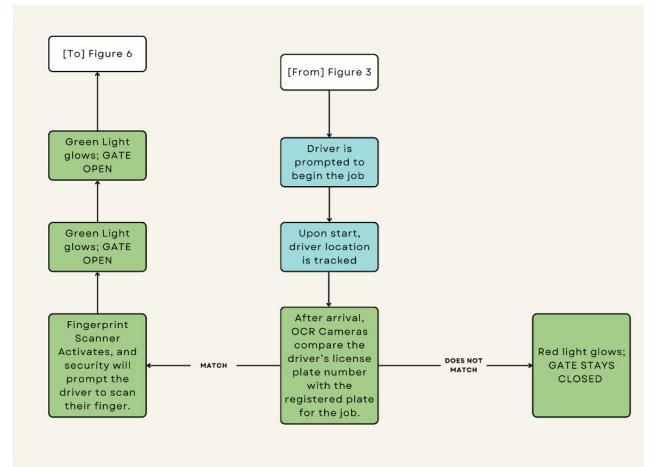 [To] Figure 6
[From] Figure 3
Green Light
glows; GATE
OPEN
Driver is
prompted to
begin the job
Green Light
glows; GATE
OPEN
Upon start,
driver location
is tracked
Fingerprint
Scanner
Activates, and
security will
prompt the
driver to scan
their finger.
MATCH
After arrival,
OCR Cameras
compare the
driver’s license
plate number
with the
registered plate
for the job.
DOES NOT
MATCH
Red light glows;
GATE STAYS
CLOSED